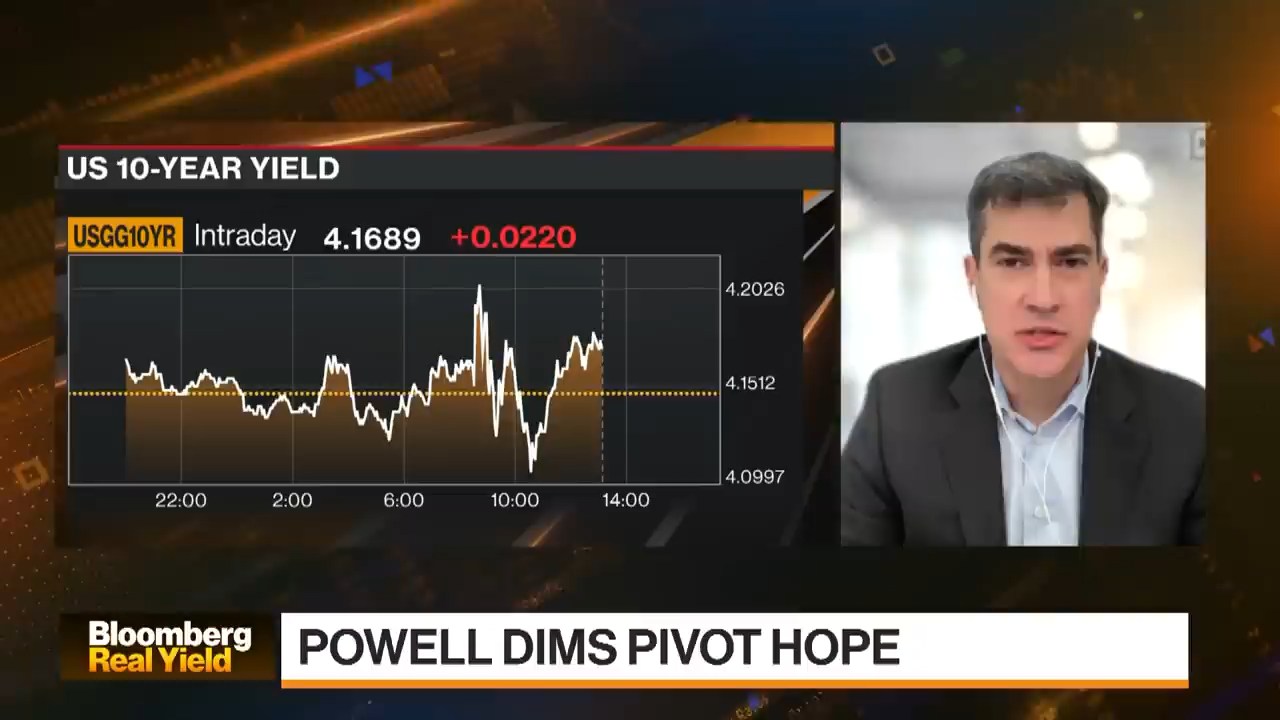 US 10-YEAR YIELD
USGG10YR Intraday 4.1689 +0.0220
4.2026
4.1512
4.0997
22:00 2:00 6:00 10:00 14:00
Bloomberg
Real Yield
POWELL DIMS PIVOT HOPE